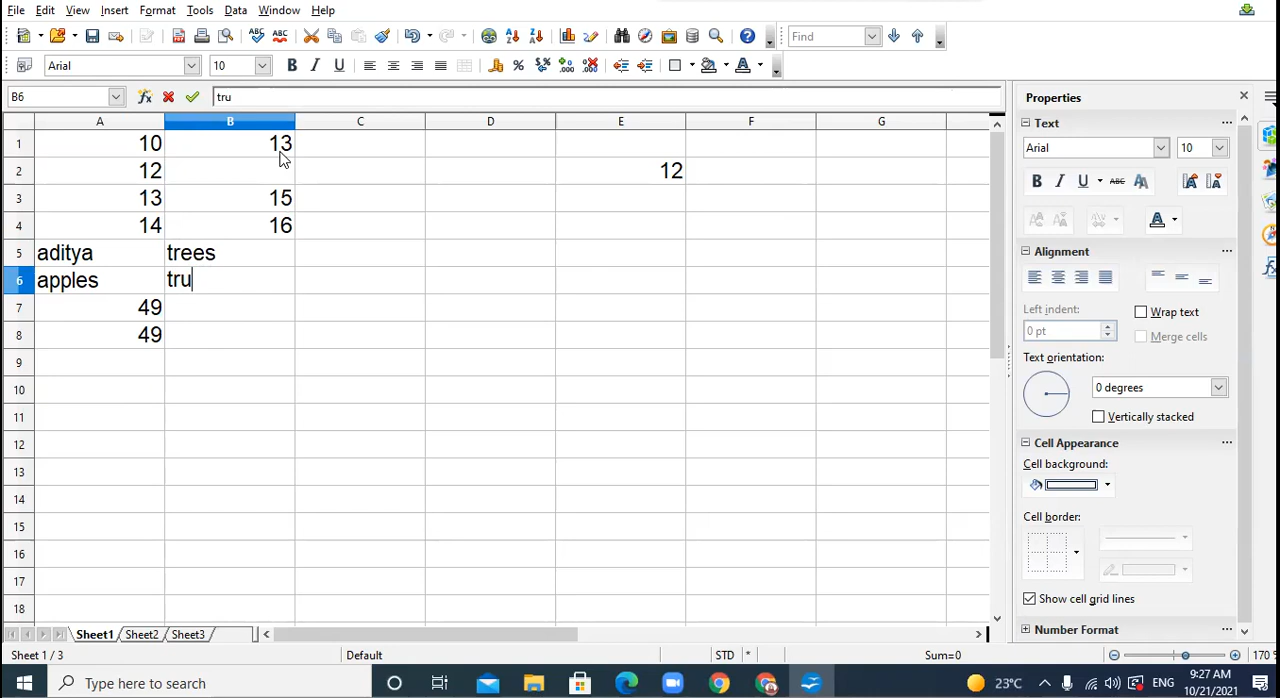 File Edit View Insert Format Tools Data Window Help
Find
Arial 10
B6 tru
A B C D E F G
1 10 13
2 12 12
3 13 15
4 14 16
5 aditya trees
6 apples tru
7 49
8 49
9
10
11
12
13
14
15
16
17
18
Sheet1 Sheet2 Sheet3
Sheet 1 / 3 Default STD * Sum=0 170 %
Properties
Text
Arial 10
B I U ABC
Alignment
Left indent:
Wrap text
0 pt
Merge cells
Text orientation:
0 degrees
Vertically stacked
Cell Appearance
Cell background:
Cell border:
Show cell grid lines
Number Format
Type here to search
23°C ENG
9:27 AM
10/21/2021